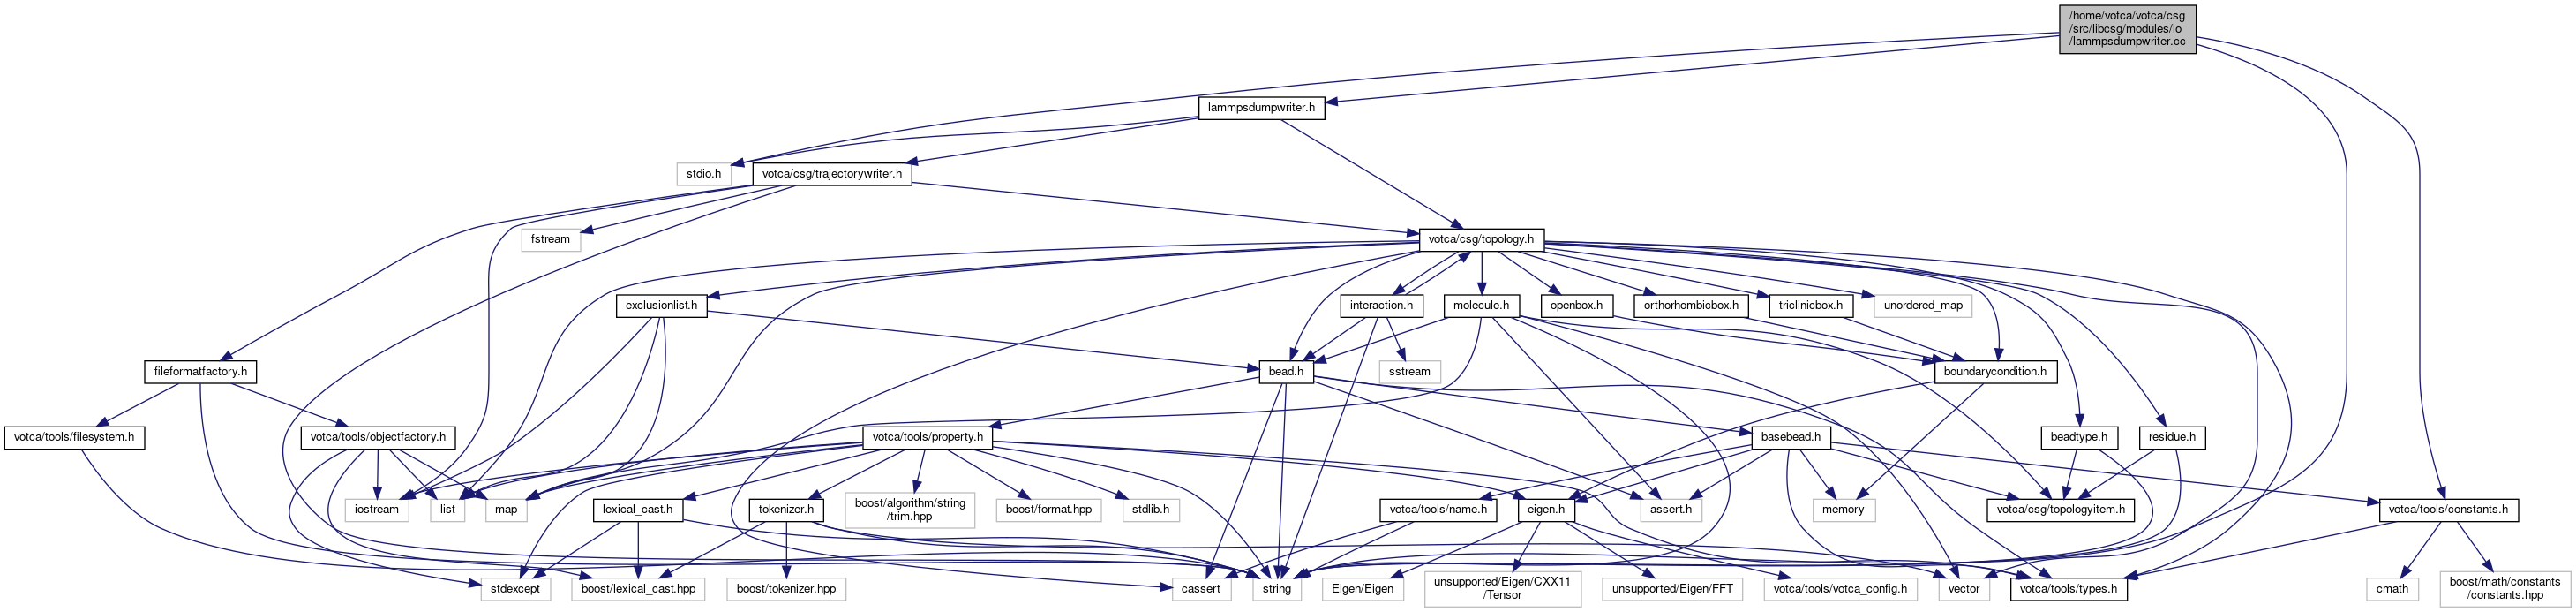 /home/votca/votca/csg
/src/libcsg/modules/io
/lammpsdumpwriter.cc
lammpsdumpwriter.h
stdio.h
votca/csg/trajectorywriter.h
fstream
votca/csg/topology.h
exclusionlist.h
interaction.h
molecule.h
openbox.h
orthorhombicbox.h
triclinicbox.h
unordered_map
fileformatfactory.h
bead.h
sstream
boundarycondition.h
votca/tools/filesystem.h
votca/tools/objectfactory.h
votca/tools/property.h
basebead.h
beadtype.h
residue.h
iostream
list
map
lexical_cast.h
tokenizer.h
boost/algorithm/string
/trim.hpp
boost/format.hpp
stdlib.h
votca/tools/name.h
eigen.h
assert.h
memory
votca/csg/topologyitem.h
votca/tools/constants.h
stdexcept
boost/lexical_cast.hpp
boost/tokenizer.hpp
cassert
string
Eigen/Eigen
unsupported/Eigen/CXX11
/Tensor
unsupported/Eigen/FFT
votca/tools/votca_config.h
vector
votca/tools/types.h
cmath
boost/math/constants
/constants.hpp